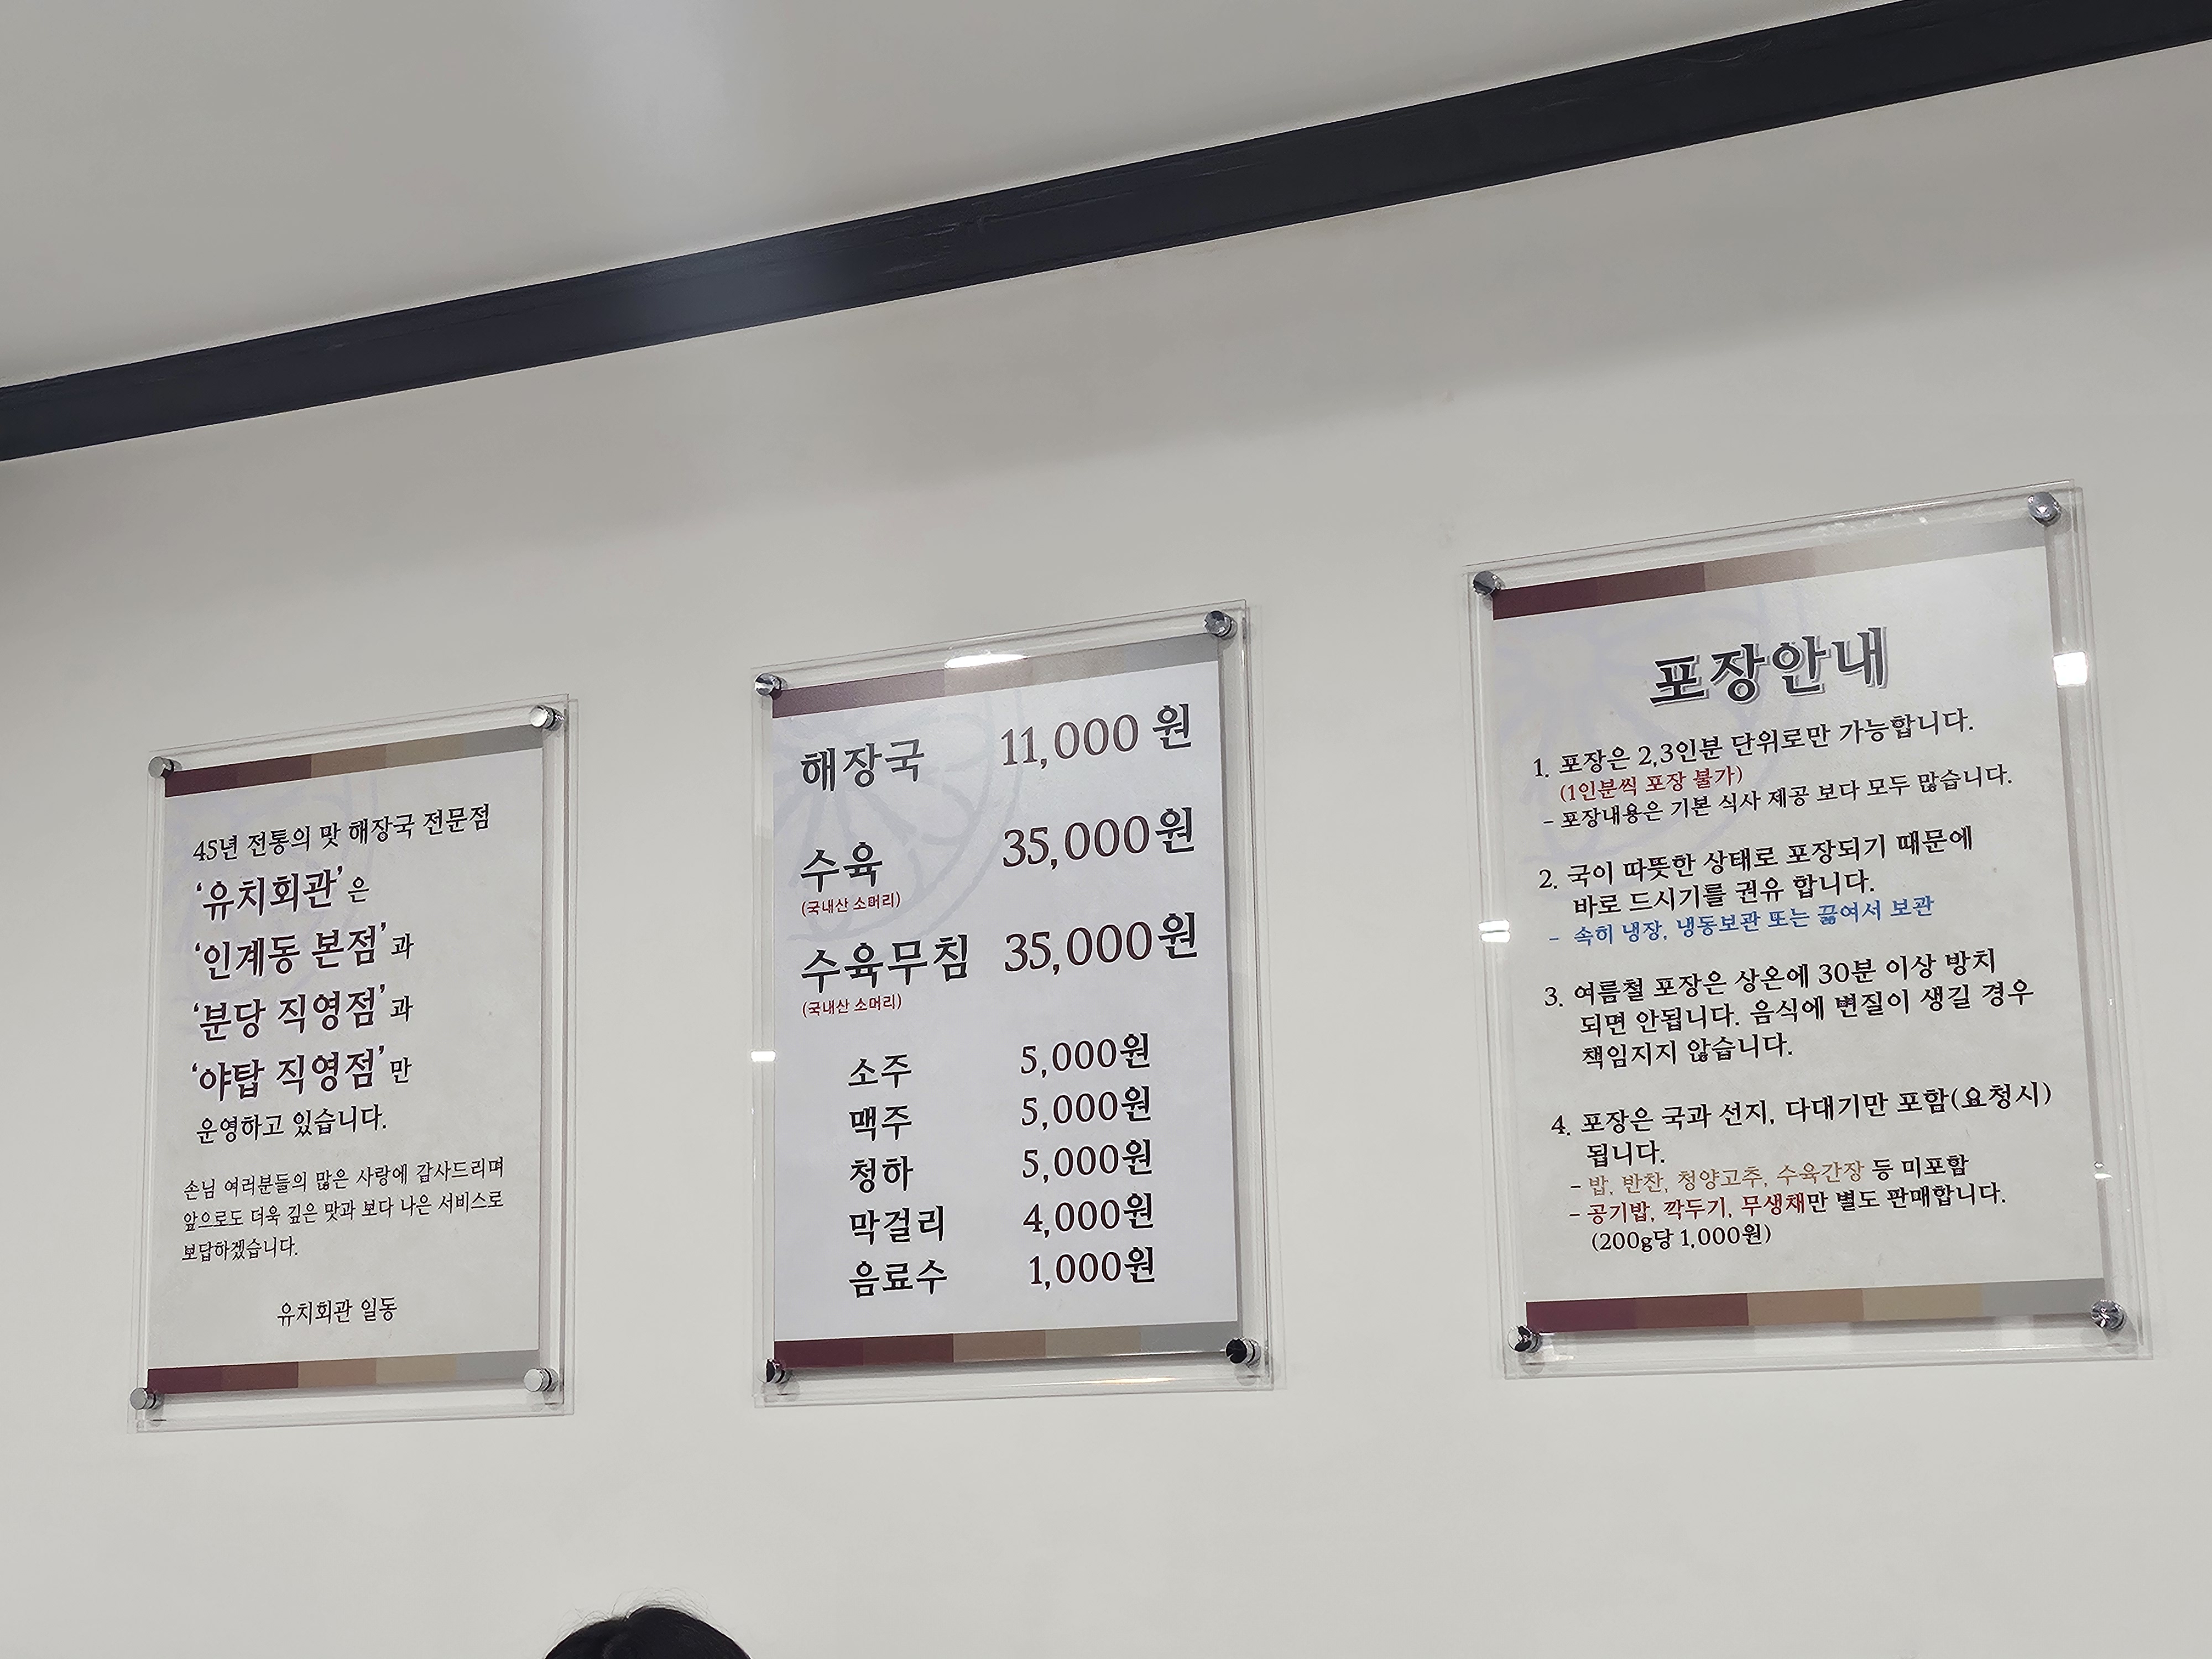 45년 전통의 맛 해장국 전문점
‘유치회관’은
‘인계동 본점’과
‘분당 직영점’과
‘야탑 직영점’만
운영하고 있습니다.
손님 여러분들의 많은 사랑에 감사드리며
앞으로도 더욱 깊은 맛과 보다 나은 서비스로
보답하겠습니다.
유치회관 일동
해장국 11,000 원
수육 35,000원
(국내산 소머리)
수육무침 35,000원
(국내산 소머리)
소주 5,000원
맥주 5,000원
청하 5,000원
막걸리 4,000원
음료수 1,000원
포장안내
1. 포장은 2,3인분 단위로만 가능합니다.
(1인분씩 포장 불가)
- 포장내용은 기본 식사 제공 보다 모두 많습니다.
2. 국이 따뜻한 상태로 포장되기 때문에
바로 드시기를 권유 합니다.
- 속히 냉장, 냉동보관 또는 끓여서 보관
3. 여름철 포장은 상온에 30분 이상 방치
되면 안됩니다. 음식에 변질이 생길 경우
책임지지 않습니다.
4. 포장은 국과 선지, 다대기만 포함(요청시)
됩니다.
- 밥, 반찬, 청양고추, 수육간장 등 미포함
- 공기밥, 깍두기, 무생채만 별도 판매합니다.
(200g당 1,000원)